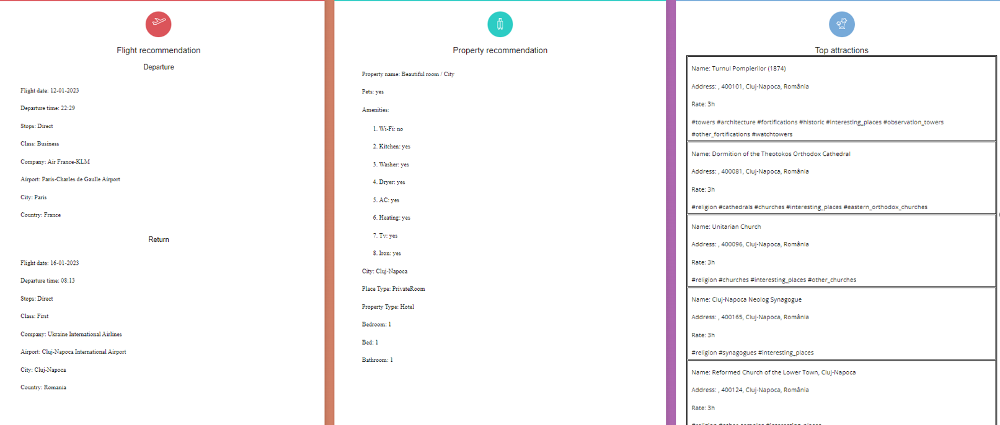 Flight recommendation
Departure
Flight date: 12-01-2023
Departure time: 22:29
Stops: Direct
Class: Business
Company: Air France-KLM
Airport: Paris-Charles de Gaulle Airport
City: Paris
Country: France
Return
Flight date: 16-01-2023
Departure time: 08:13
Stops: Direct
Class: First
Company: Ukraine International Airlines
Airport: Cluj-Napoca International Airport
City: Cluj-Napoca
Country: Romania
Property recommendation
Property name: Beautiful room / City
Pets: yes
Amenities:
1. Wi-Fi: no
2. Kitchen: yes
3. Washer: yes
4. Dryer: yes
5. AC: yes
6. Heating: yes
7. Tv: yes
8. Iron: yes
City: Cluj-Napoca
Place Type: PrivateRoom
Property Type: Hotel
Bedroom: 1
Bed: 1
Bathroom: 1
Top attractions
Name: Turnul Pompierilor (1874)
Address: , 400101, Cluj-Napoca, România
Rate: 3h
#towers #architecture #fortifications #historic #interesting_places #observation_towers
#other_fortifications #watchtowers
Name: Dormition of the Theotokos Orthodox Cathedral
Address: , 400081, Cluj-Napoca, România
Rate: 3h
#religion #cathedrals #churches #interesting_places #eastern_orthodox_churches
Name: Unitarian Church
Address: , 400096, Cluj-Napoca, România
Rate: 3h
#religion #churches #interesting_places #other_churches
Name: Cluj-Napoca Neolog Synagogue
Address: , 400165, Cluj-Napoca, România
Rate: 3h
#religion #synagogues #interesting_places
Name: Reformed Church of the Lower Town, Cluj-Napoca
Address: , 400124, Cluj-Napoca, România
Rate: 3h
#religion #other_temples #interesting_places